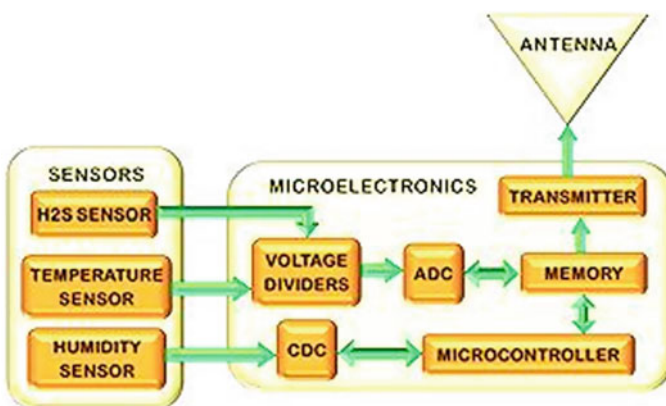 ANTENNA
SENSORS
H2S SENSOR
TEMPERATURE
SENSOR
HUMIDITY
SENSOR
MICROELECTRONICS
TRANSMITTER
VOLTAGE
DIVIDERS
ADC
MEMORY
CDC
MICROCONTROLLER